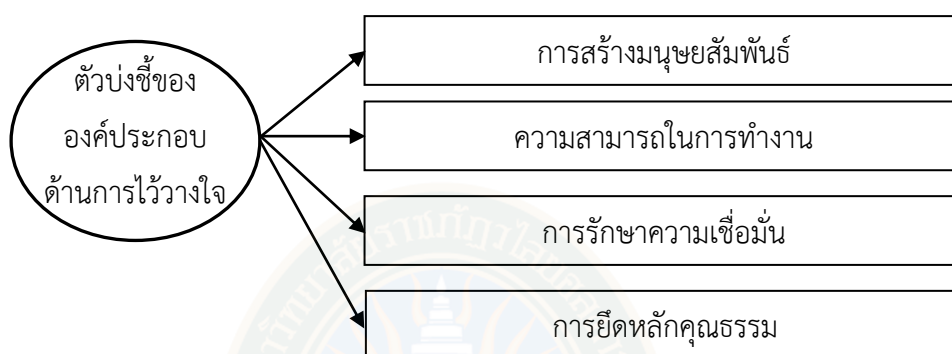 ตัวบ่งชี้ของ
องค์ประกอบ
ด้านการไว้วางใจ
การสร้างมนุษยสัมพันธ์
ความสามารถในการทำงาน
การรักษาความเชื่อมั่น
การยึดหลักคุณธรรม